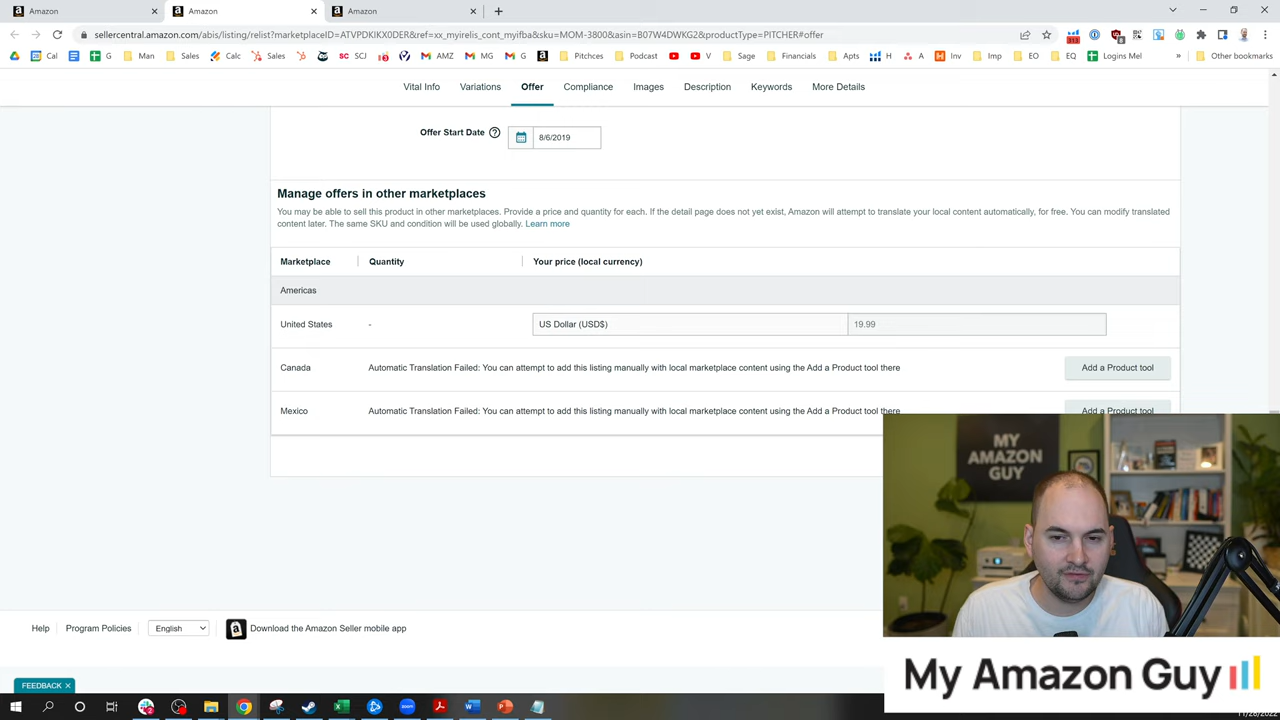 Amazon
Amazon
Amazon
sellercentral.amazon.com/abis/listing/relist?marketplaceID=ATVPDKIKX0DER&ref=xx_myirelis_cont_myifba&sku=MOM-3800&asin=B07W4DWKG2&productType=PITCHER#offer
Cal
G
Man
Sales
Calc
Sales
AMZ
MG
G
Pitches
Podcast
V
Sage
Financials
Apts
H
A
Inv
Imp
EO
EQ
Logins Mel
»
Other bookmarks
Vital Info
Variations
Offer
Compliance
Images
Description
Keywords
More Details
Offer Start Date
8/6/2019
Manage offers in other marketplaces
You may be able to sell this product in other marketplaces. Provide a price and quantity for each. If the detail page does not yet exist, Amazon will attempt to translate your local content automatically, for free. You can modify translated
content later. The same SKU and condition will be used globally. Learn more
Marketplace
Quantity
Your price (local currency)
Americas
United States
-
US Dollar (USD$)
19.99
Canada
Automatic Translation Failed: You can attempt to add this listing manually with local marketplace content using the Add a Product tool there
Add a Product tool
Mexico
Automatic Translation Failed: You can attempt to add this listing manually with local marketplace content using the Add a Product tool there
Add a Product tool
MY
AMAZON
GUY
Help
Program Policies
English
Download the Amazon Seller mobile app
My Amazon Guy
FEEDBACK ×
11/28/2022